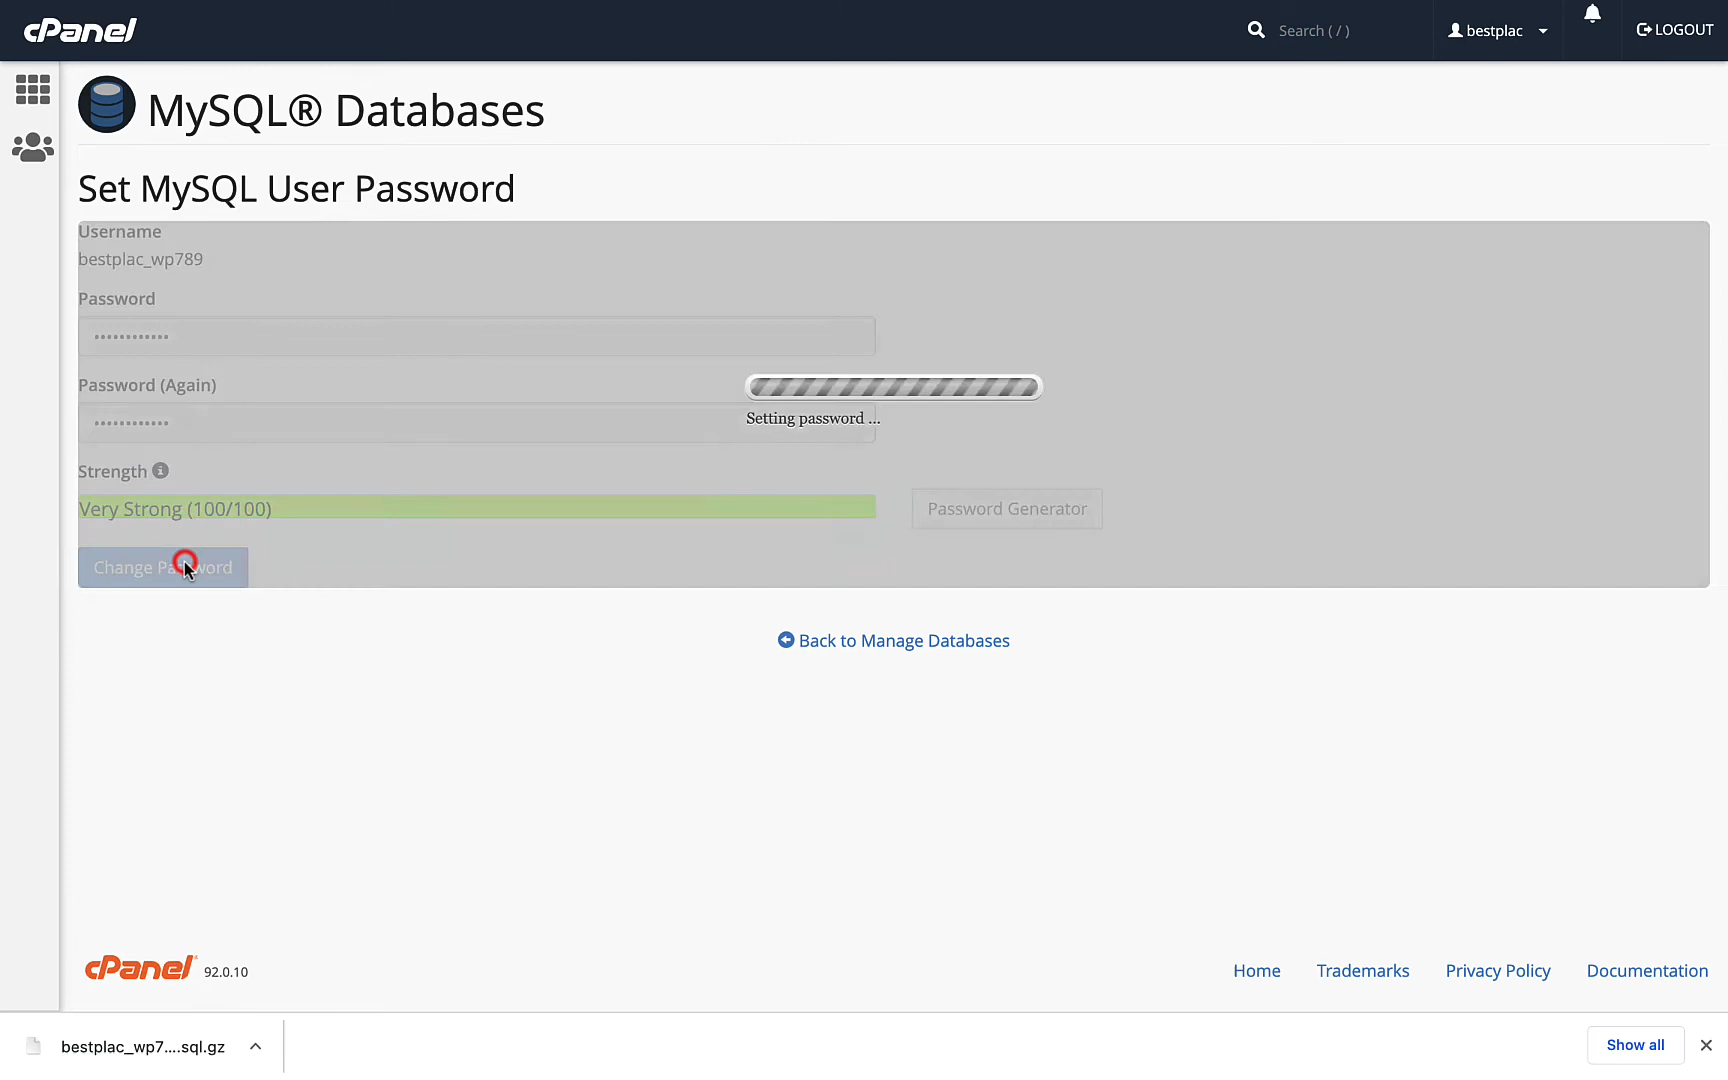 cPanel
Search ( / )
bestplac
LOGOUT
MySQL® Databases
Set MySQL User Password
Username
bestplac_wp789
Password
••••••••••••
Password (Again)
••••••••••••
Setting password ...
Strength
Very Strong (100/100)
Password Generator
Change Password
Back to Manage Databases
cPanel® 92.0.10
Home
Trademarks
Privacy Policy
Documentation
bestplac_wp7....sql.gz
Show all